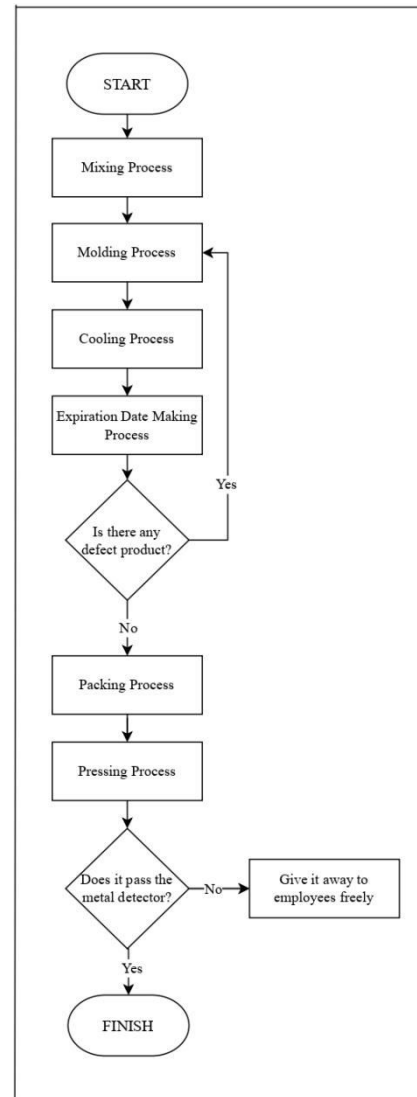 START
Mixing Process
Molding Process
Cooling Process
Expiration Date Making
Process
Yes
Is there any
defect product?
No
Packing Process
Pressing Process
Does it pass the
metal detector?
No
Give it away to
employees freely
Yes
FINISH